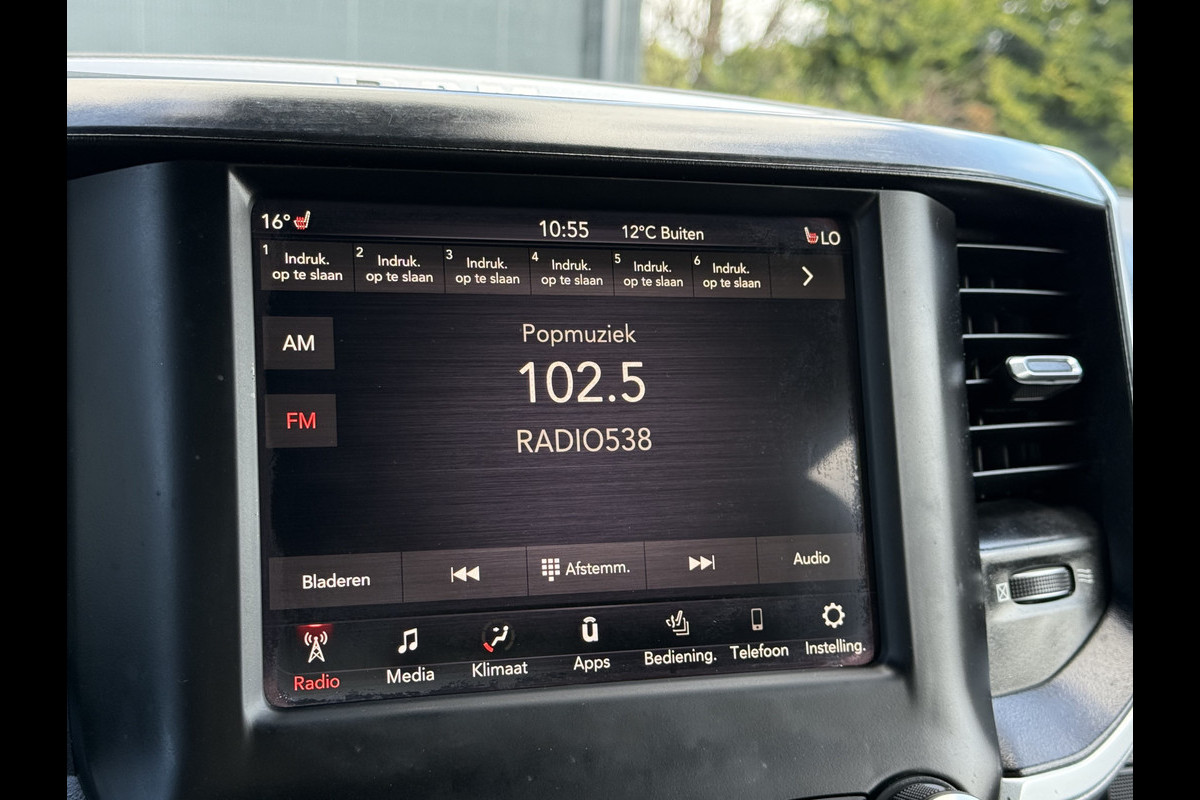 16°
10:55
12°C Buiten
LO
1 Indruk.
op te slaan
2 Indruk.
op te slaan
3 Indruk.
op te slaan
4 Indruk.
op te slaan
5 Indruk.
op te slaan
6 Indruk.
op te slaan
AM
FM
Popmuziek
102.5
RADIO538
Bladeren
Afstemm.
Audio
Radio
Media
Klimaat
Apps
Bediening.
Telefoon
Instelling.